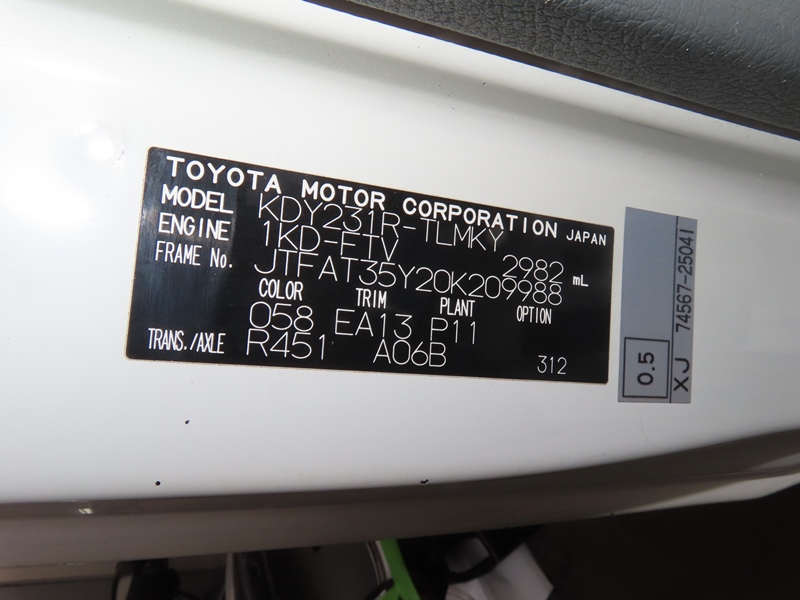 TOYOTA MOTOR CORPORATION JAPAN
MODEL KDY231R-TLMKY
ENGINE 1KD-FTV 2982 mL
FRAME No. JTFAT35Y20K209988
COLOR TRIM PLANT OPTION
058 EA13 P11
TRANS./AXLE R451 A06B 312
0.5
XJ 74567-25041